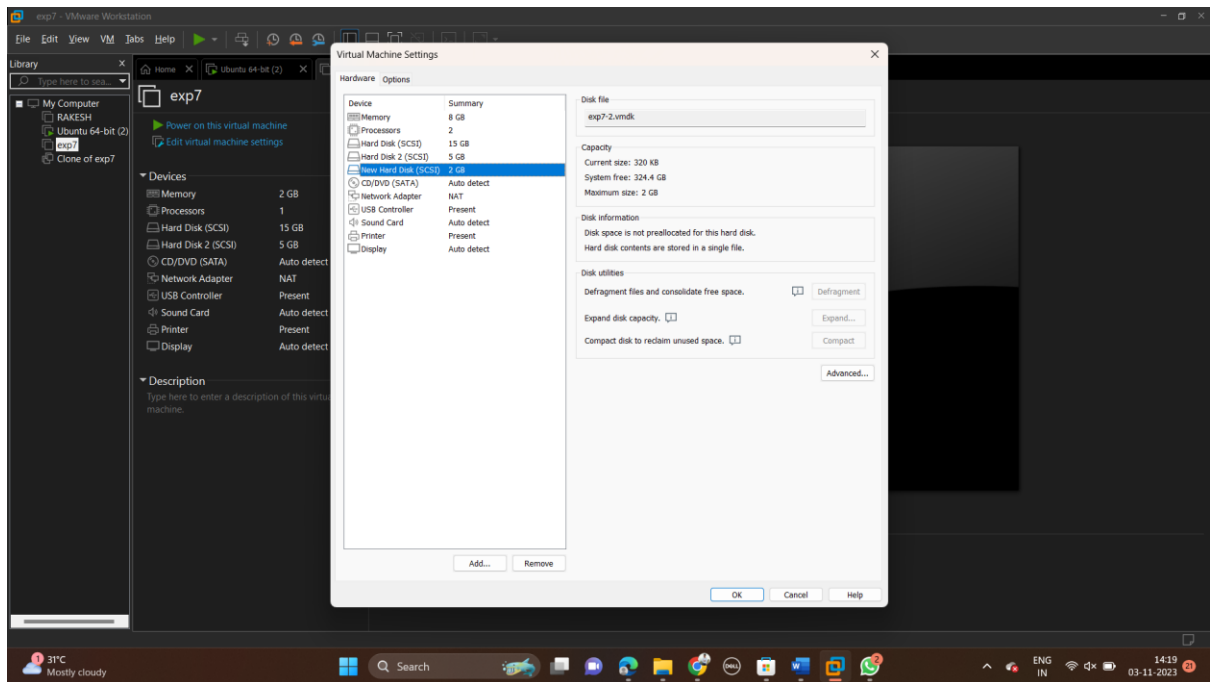 exp7 - VMware Workstation
File Edit View VM Tabs Help
Library X
Type here to sea...
My Computer
RAKESH
Ubuntu 64-bit (2)
exp7
Clone of exp7
Home X Ubuntu 64-bit (2) X
exp7
Power on this virtual machine
Edit virtual machine settings
Devices
Memory 2 GB
Processors 1
Hard Disk (SCSI) 15 GB
Hard Disk 2 (SCSI) 5 GB
CD/DVD (SATA) Auto detect
Network Adapter NAT
USB Controller Present
Sound Card Auto detect
Printer Present
Display Auto detect
Description
Type here to enter a description of this virtu
machine.
Virtual Machine Settings
Hardware Options
Device Summary
Memory 8 GB
Processors 2
Hard Disk (SCSI) 15 GB
Hard Disk 2 (SCSI) 5 GB
New Hard Disk (SCSI) 2 GB
CD/DVD (SATA) Auto detect
Network Adapter NAT
USB Controller Present
Sound Card Auto detect
Printer Present
Display Auto detect
Add... Remove
Disk file
exp7-2.vmdk
Capacity
Current size: 320 KB
System free: 324.4 GB
Maximum size: 2 GB
Disk information
Disk space is not preallocated for this hard disk.
Hard disk contents are stored in a single file.
Disk utilities
Defragment files and consolidate free space. Defragment
Expand disk capacity. Expand...
Compact disk to reclaim unused space. Compact
Advanced...
OK Cancel Help
1
31°C
Mostly cloudy
Search
DELL
ENG
IN
14:19
03-11-2023
21